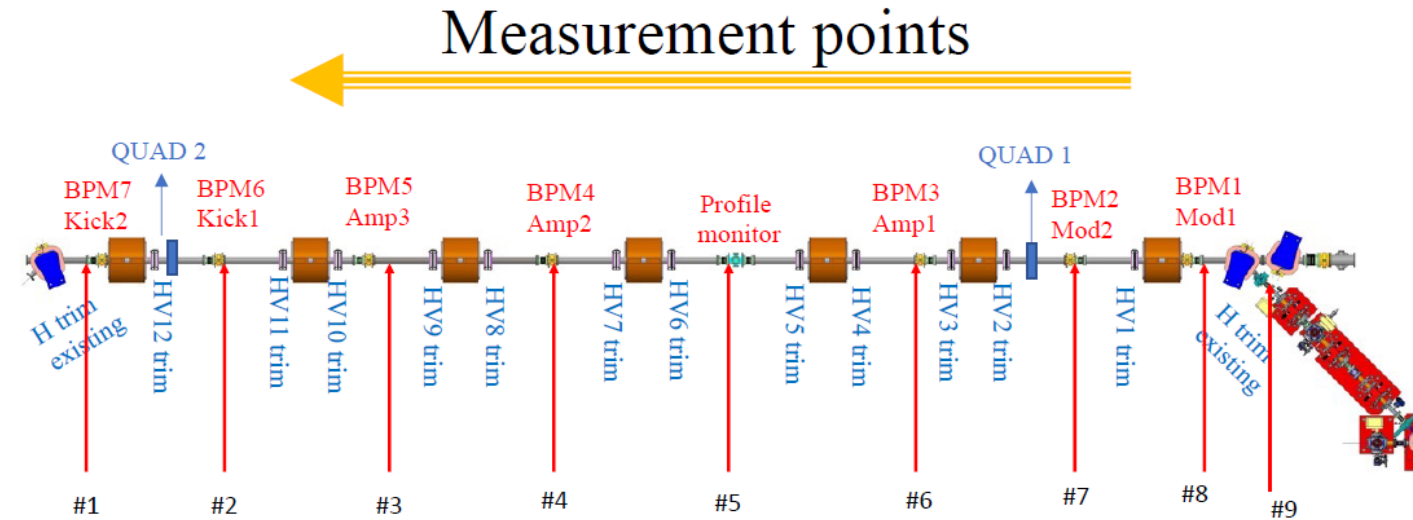 Measurement points
QUAD 2
QUAD 1
BPM7
Kick2
BPM6
Kick1
BPM5
Amp3
BPM4
Amp2
Profile
monitor
BPM3
Amp1
BPM2
Mod2
BPM1
Mod1
H trim
existing
HV12 trim
HV11 trim
HV10 trim
HV9 trim
HV8 trim
HV7 trim
HV6 trim
HV5 trim
HV4 trim
HV3 trim
HV2 trim
HV1 trim
H trim
existing
#1
#2
#3
#4
#5
#6
#7
#8
#9